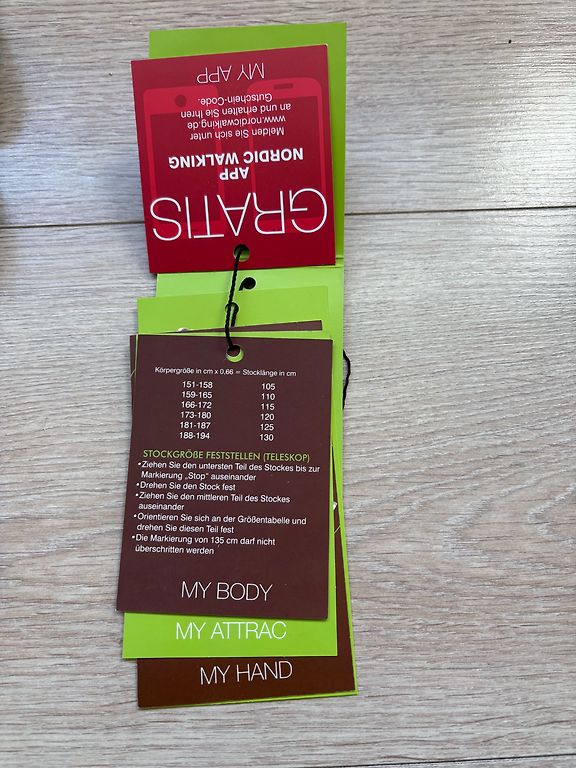 GRATIS
NORDIC WALKING
APP
Melden Sie sich unter
www.nordicwalking.de
an und erhalten Sie Ihren
Gutschein-Code.
MY APP
Körpergröße in cm x 0,66 = Stocklänge in cm
151-158 105
159-165 110
166-172 115
173-180 120
181-187 125
188-194 130
STOCKGRÖßE FESTSTELLEN (TELESKOP)
•Ziehen Sie den untersten Teil des Stockes bis zur
Markierung „Stop" auseinander
•Drehen Sie den Stock fest
•Ziehen Sie den mittleren Teil des Stockes
auseinander
•Orientieren Sie sich an der Größentabelle und
drehen Sie diesen Teil fest
•Die Markierung von 135 cm darf nicht
überschritten werden
MY BODY
MY ATTRAC
MY HAND